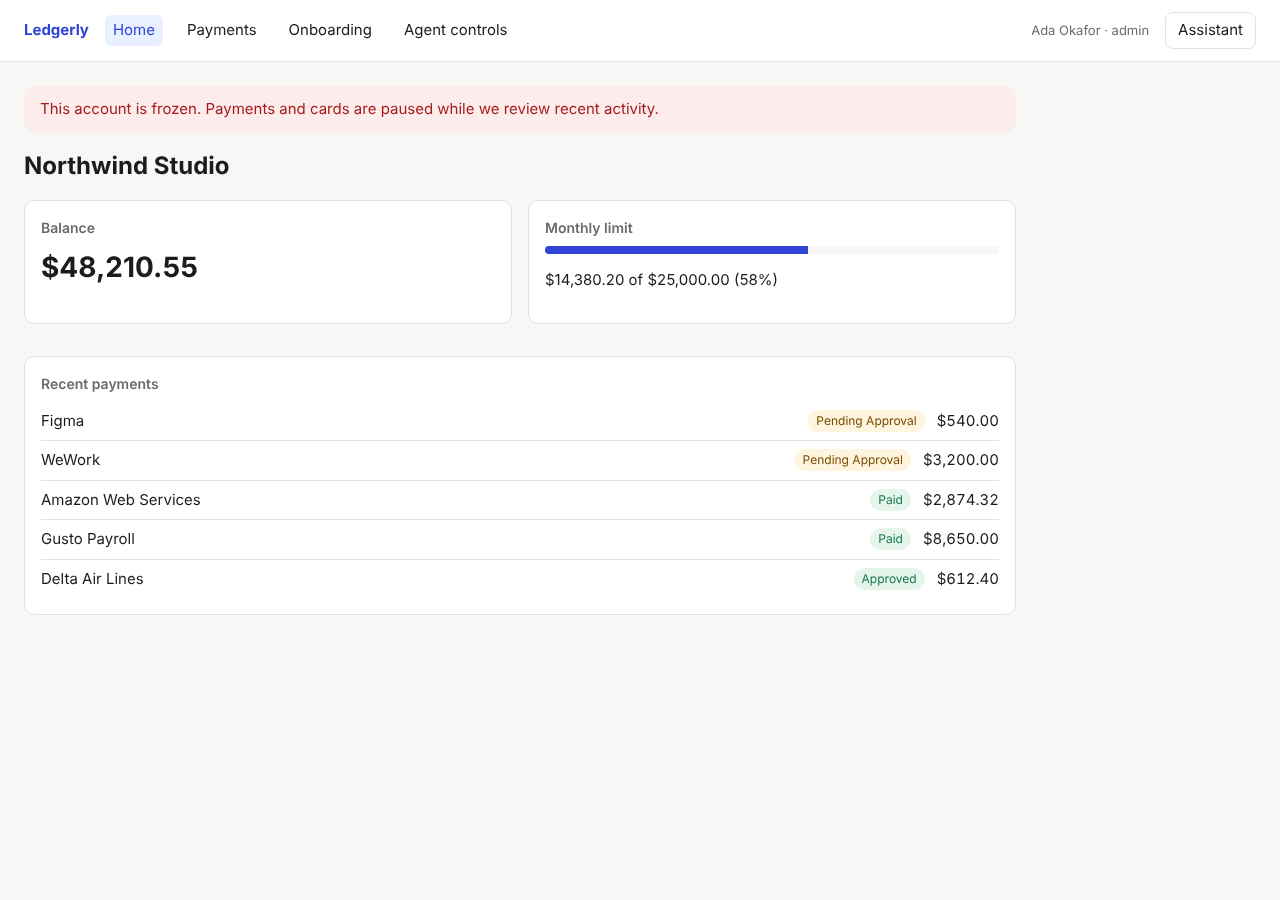 Ledgerly Home Payments Onboarding Agent controls Ada Okafor · admin Assistant
This account is frozen. Payments and cards are paused while we review recent activity.
Northwind Studio
Balance
$48,210.55
Monthly limit
$14,380.20 of $25,000.00 (58%)
Recent payments
Figma Pending Approval $540.00
WeWork Pending Approval $3,200.00
Amazon Web Services Paid $2,874.32
Gusto Payroll Paid $8,650.00
Delta Air Lines Approved $612.40